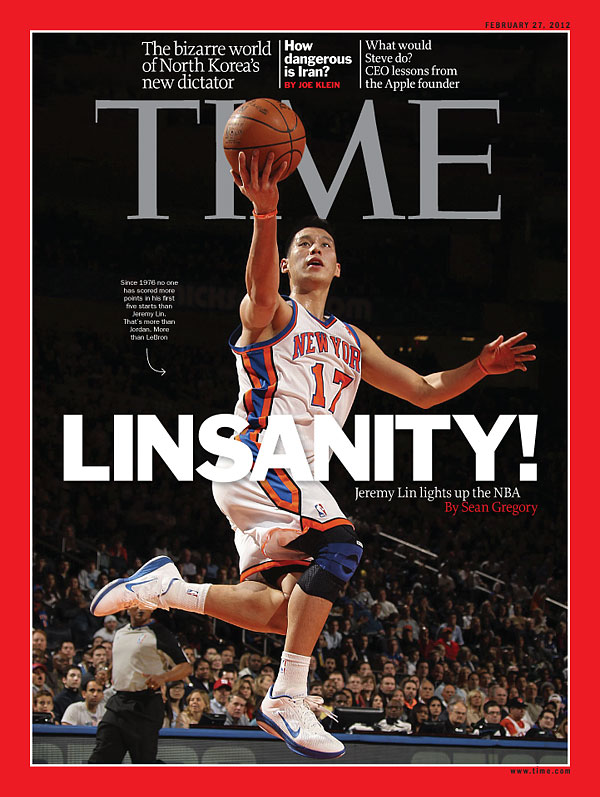 FEBRUARY 27, 2012
The bizarre world
of North Korea's
new dictator
How
dangerous
is Iran?
BY JOE KLEIN
What would
Steve do?
CEO lessons from
the Apple founder
TIME
Since 1976 no one
has scored more
points in his first
five starts than
Jeremy Lin.
That's more than
Jordan. More
than LeBron
NEW YORK
17
LINSANITY!
Jeremy Lin lights up the NBA
By Sean Gregory
www.time.com